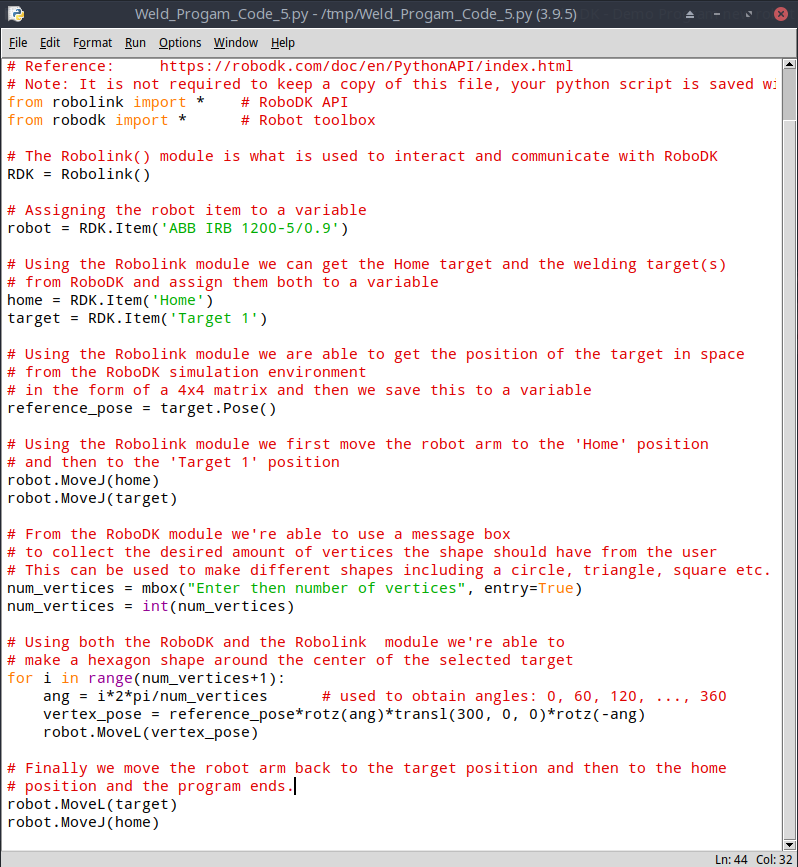 Weld_Progam_Code_5.py - /tmp/Weld_Progam_Code_5.py (3.9.5)
File Edit Format Run Options Window Help
# Reference:     https://robodk.com/doc/en/PythonAPI/index.html
# Note: It is not required to keep a copy of this file, your python script is saved wi
from robolink import *    # RoboDK API
from robodk import *      # Robot toolbox
# The Robolink() module is what is used to interact and communicate with RoboDK
RDK = Robolink()
# Assigning the robot item to a variable
robot = RDK.Item('ABB IRB 1200-5/0.9')
# Using the Robolink module we can get the Home target and the welding target(s)
# from RoboDK and assign them both to a variable
home = RDK.Item('Home')
target = RDK.Item('Target 1')
# Using the Robolink module we are able to get the position of the target in space
# from the RoboDK simulation environment
# in the form of a 4x4 matrix and then we save this to a variable
reference_pose = target.Pose()
# Using the Robolink module we first move the robot arm to the 'Home' position
# and then to the 'Target 1' position
robot.MoveJ(home)
robot.MoveJ(target)
# From the RoboDK module we're able to use a message box
# to collect the desired amount of vertices the shape should have from the user
# This can be used to make different shapes including a circle, triangle, square etc.
num_vertices = mbox("Enter then number of vertices", entry=True)
num_vertices = int(num_vertices)
# Using both the RoboDK and the Robolink  module we're able to
# make a hexagon shape around the center of the selected target
for i in range(num_vertices+1):
    ang = i*2*pi/num_vertices      # used to obtain angles: 0, 60, 120, ..., 360
    vertex_pose = reference_pose*rotz(ang)*transl(300, 0, 0)*rotz(-ang)
    robot.MoveL(vertex_pose)
# Finally we move the robot arm back to the target position and then to the home
# position and the program ends.
robot.MoveL(target)
robot.MoveJ(home)
Ln: 44 Col: 32